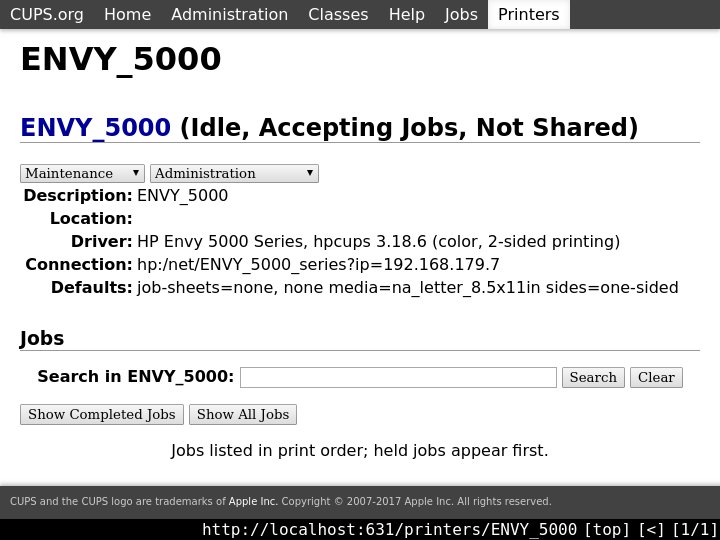 CUPS.org Home Administration Classes Help Jobs Printers
ENVY_5000
ENVY_5000 (Idle, Accepting Jobs, Not Shared)
Maintenance ▾ Administration ▾
Description: ENVY_5000
Location:
Driver: HP Envy 5000 Series, hpcups 3.18.6 (color, 2-sided printing)
Connection: hp:/net/ENVY_5000_series?ip=192.168.179.7
Defaults: job-sheets=none, none media=na_letter_8.5x11in sides=one-sided
Jobs
Search in ENVY_5000: Search Clear
Show Completed Jobs Show All Jobs
Jobs listed in print order; held jobs appear first.
CUPS and the CUPS logo are trademarks of Apple Inc. Copyright © 2007-2017 Apple Inc. All rights reserved.
http://localhost:631/printers/ENVY_5000 [top] [<] [1/1]